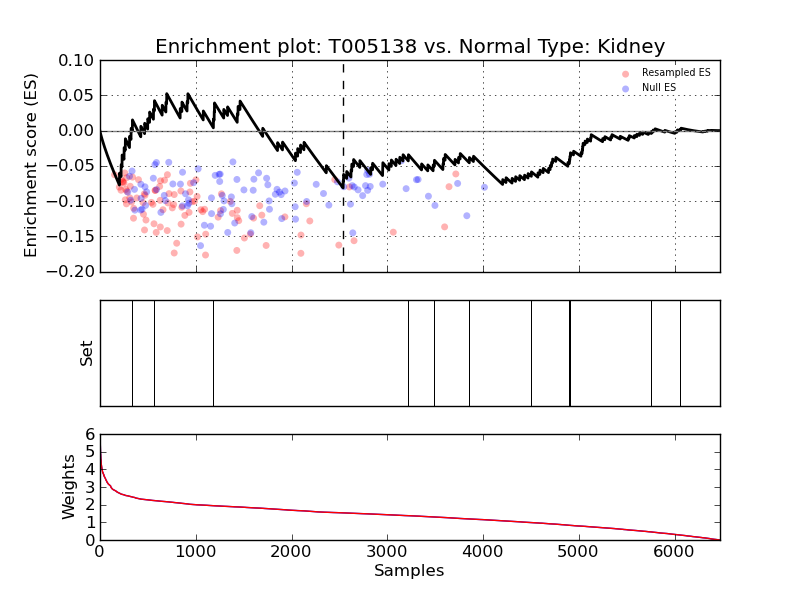 Enrichment plot: T005138 vs. Normal Type: Kidney
Enrichment score (ES)
0.10
0.05
0.00
−0.05
−0.10
−0.15
−0.20
Resampled ES
Null ES
Set
Weights
6
5
4
3
2
1
0
0 1000 2000 3000 4000 5000 6000
Samples